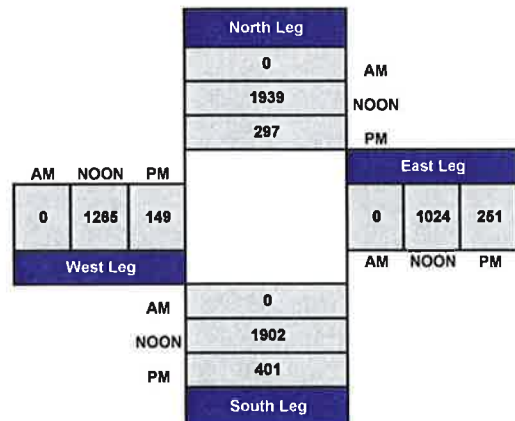 North Leg
0 AM
1939 NOON
297 PM
AM NOON PM
East Leg
0 1265 149
0 1024 251
West Leg
AM NOON PM
AM 0
NOON 1902
PM 401
South Leg